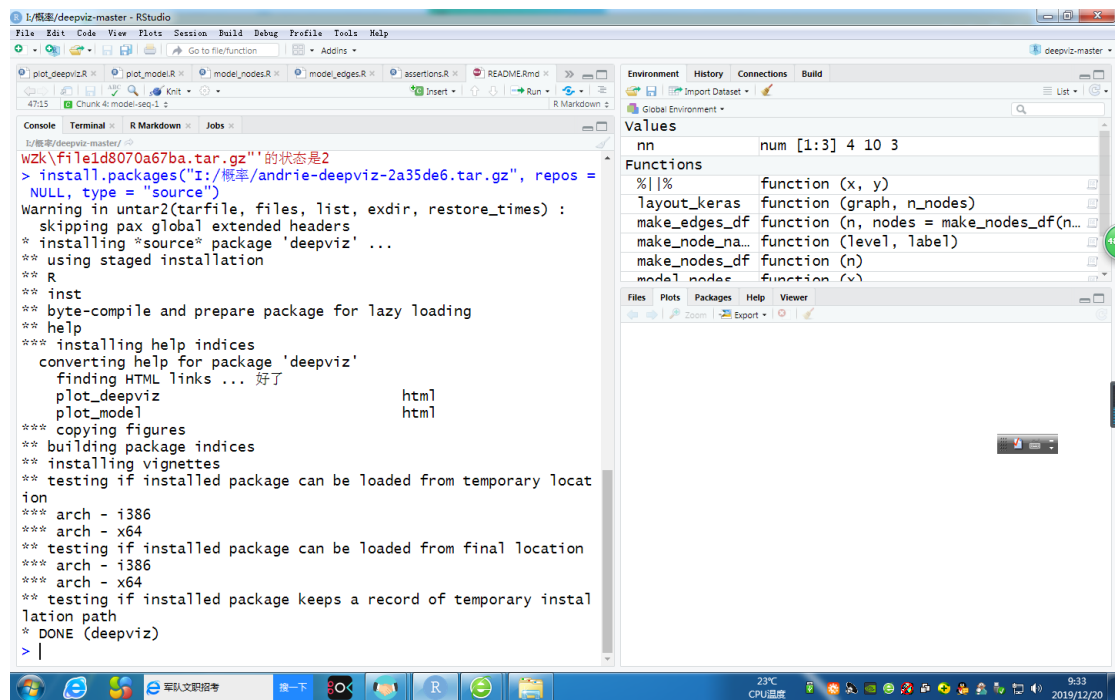 I:/概率/deepviz-master - RStudio
File Edit Code View Plots Session Build Debug Profile Tools Help
Go to file/function
Addins
deepviz-master
plot_deepviz.R
plot_model.R
model_nodes.R
model_edges.R
assertions.R
README.Rmd
Knit
Insert
Run
47:15
Chunk 4: model-seq-1
R Markdown
Console Terminal R Markdown Jobs
I:/概率/deepviz-master/
WZk\file1d8070a67ba.tar.gz"'的状态是2
> install.packages("I:/概率/andrie-deepviz-2a35de6.tar.gz", repos =
NULL, type = "source")
Warning in untar2(tarfile, files, list, exdir, restore_times) :
skipping pax global extended headers
* installing *source* package 'deepviz' ...
** using staged installation
** R
** inst
** byte-compile and prepare package for lazy loading
** help
*** installing help indices
converting help for package 'deepviz'
finding HTML links ... 好了
plot_deepviz html
plot_model html
*** copying figures
** building package indices
** installing vignettes
** testing if installed package can be loaded from temporary locat
ion
*** arch - i386
*** arch - x64
** testing if installed package can be loaded from final location
*** arch - i386
*** arch - x64
** testing if installed package keeps a record of temporary instal
lation path
* DONE (deepviz)
>
Environment History Connections Build
Import Dataset
List
Global Environment
Values
nn num [1:3] 4 10 3
Functions
%||% function (x, y)
layout_keras function (graph, n_nodes)
make_edges_df function (n, nodes = make_nodes_df(n…
make_node_na… function (level, label)
make_nodes_df function (n)
model_nodes function (x)
Files Plots Packages Help Viewer
Zoom Export
军队文职招考
搜一下
23℃
CPU温度
9:33
2019/12/20